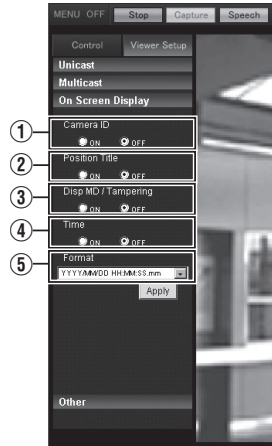 MENU OFF Stop Capture Speech
Control Viewer Setup
Unicast
Multicast
On Screen Display
① Camera ID
ON OFF
② Position Title
ON OFF
③ Disp MD / Tampering
ON OFF
④ Time
ON OFF
⑤ Format
YYYY/MM/DD HH:MM:SS.mm
Apply
Other